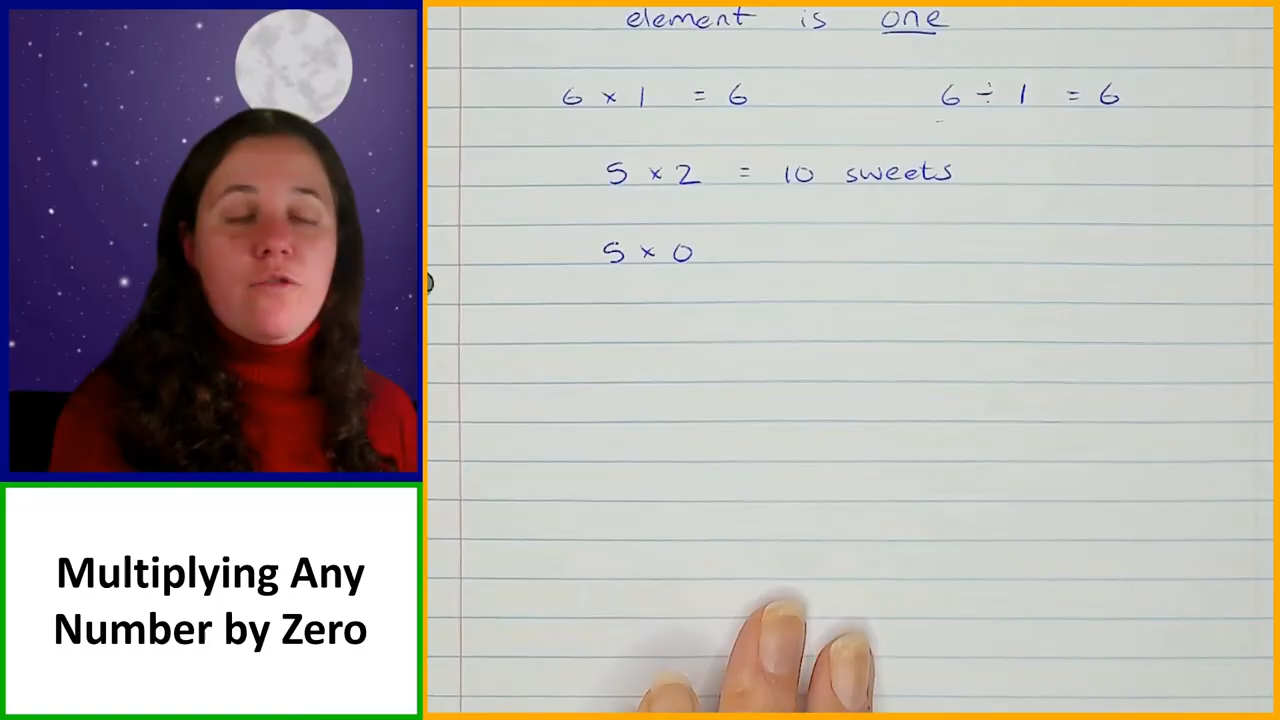 element is one
6 × 1 = 6 6 ÷ 1 = 6
5 × 2 = 10 sweets
5 × 0
Multiplying Any
Number by Zero